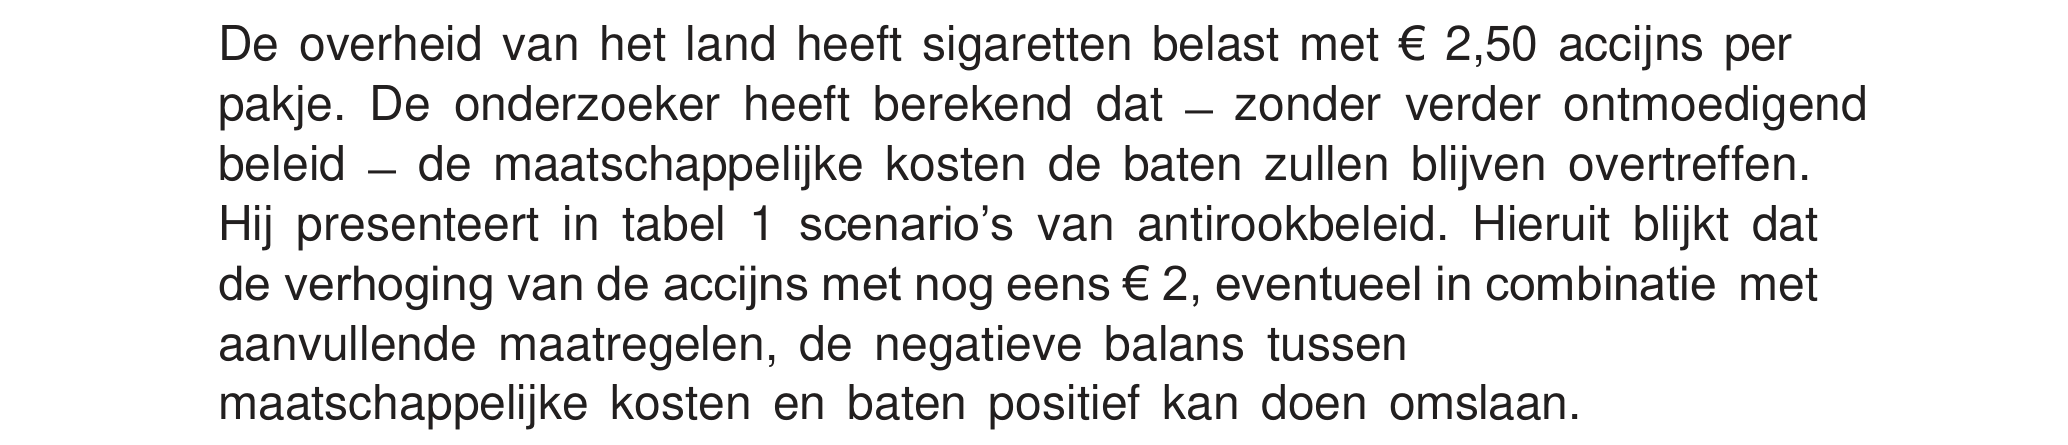 De overheid van het land heeft sigaretten belast met € 2,50 accijns per
pakje. De onderzoeker heeft berekend dat – zonder verder ontmoedigend
beleid – de maatschappelijke kosten de baten zullen blijven overtreffen.
Hij presenteert in tabel 1 scenario’s van antirookbeleid. Hieruit blijkt dat
de verhoging van de accijns met nog eens € 2, eventueel in combinatie met
aanvullende maatregelen, de negatieve balans tussen
maatschappelijke kosten en baten positief kan doen omslaan.